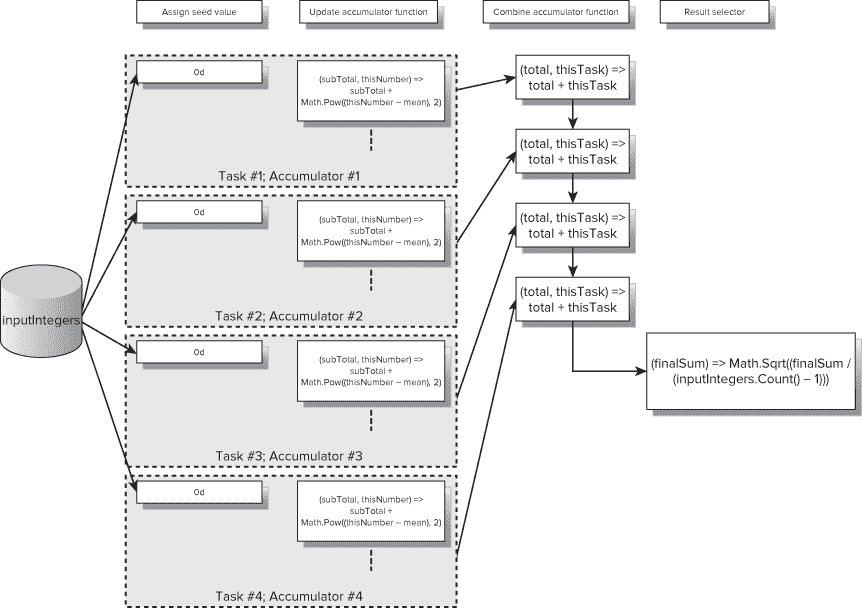 Assign seed value
Update accumulator function
Combine accumulator function
Result selector
0d
(subTotal, thisNumber) =>
subTotal +
Math.Pow((thisNumber – mean), 2)
Task #1; Accumulator #1
0d
(subTotal, thisNumber) =>
subTotal +
Math.Pow((thisNumber – mean), 2)
Task #2; Accumulator #2
0d
(subTotal, thisNumber) =>
subTotal +
Math.Pow((thisNumber – mean), 2)
Task #3; Accumulator #3
0d
(subTotal, thisNumber) =>
subTotal +
Math.Pow((thisNumber – mean), 2)
Task #4; Accumulator #4
inputIntegers
(total, thisTask) =>
total + thisTask
(total, thisTask) =>
total + thisTask
(total, thisTask) =>
total + thisTask
(total, thisTask) =>
total + thisTask
(finalSum) => Math.Sqrt((finalSum /
(inputIntegers.Count() – 1)))